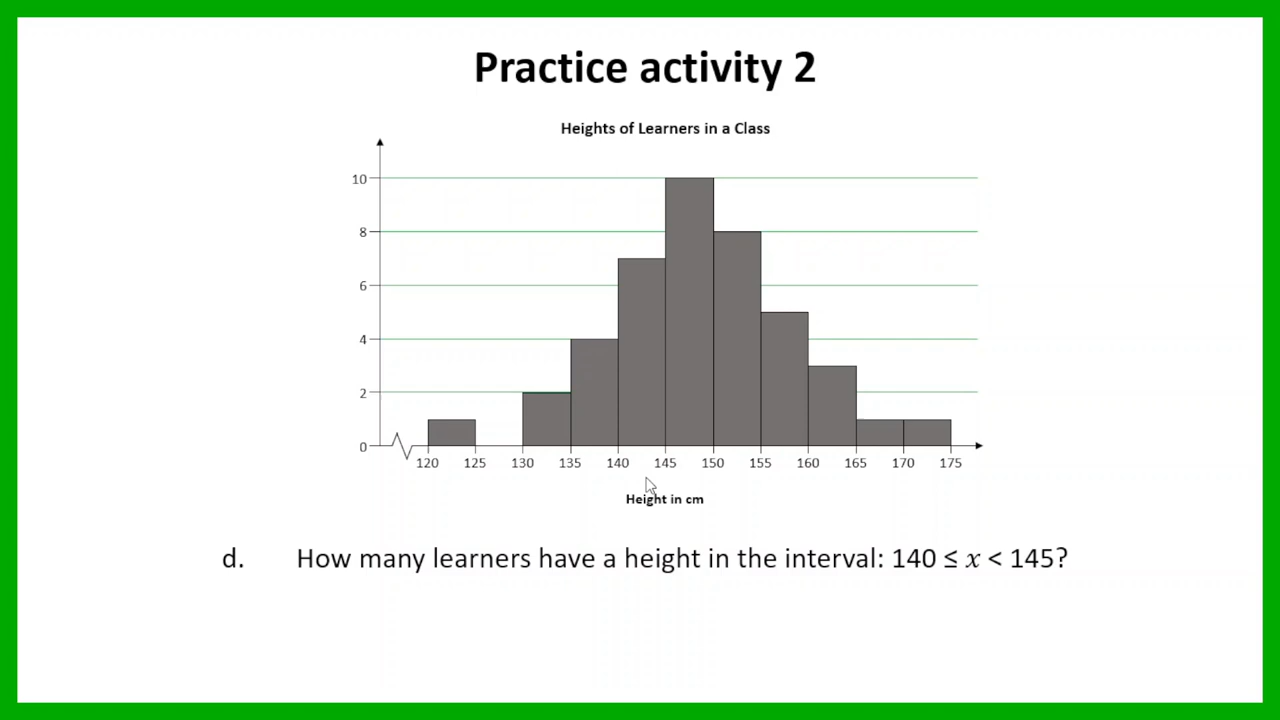 Practice activity 2
Heights of Learners in a Class
10
8
6
4
2
0
120 125 130 135 140 145 150 155 160 165 170 175
Height in cm
d. How many learners have a height in the interval: 140 ≤ x < 145?